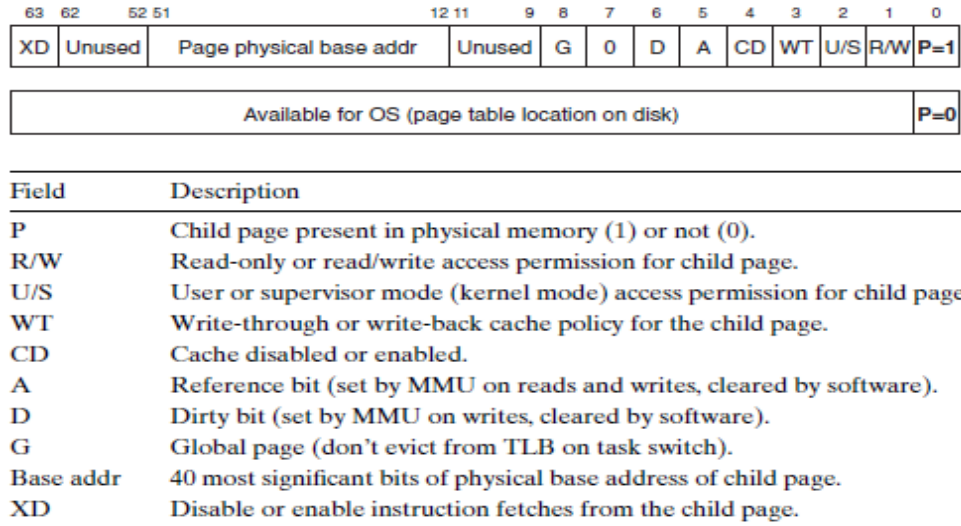 63 62 52 51 12 11 9 8 7 6 5 4 3 2 1 0
XD Unused Page physical base addr Unused G 0 D A CD WT U/S R/W P=1
Available for OS (page table location on disk) P=0
Field Description
P Child page present in physical memory (1) or not (0).
R/W Read-only or read/write access permission for child page.
U/S User or supervisor mode (kernel mode) access permission for child page
WT Write-through or write-back cache policy for the child page.
CD Cache disabled or enabled.
A Reference bit (set by MMU on reads and writes, cleared by software).
D Dirty bit (set by MMU on writes, cleared by software).
G Global page (don't evict from TLB on task switch).
Base addr 40 most significant bits of physical base address of child page.
XD Disable or enable instruction fetches from the child page.